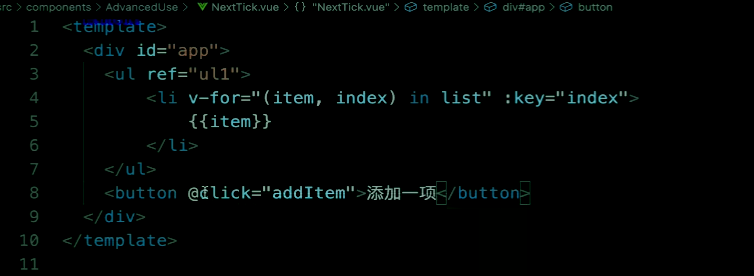 src > components > AdvancedUse > NextTick.vue > {} "NextTick.vue" > template > div#app > button
1 <template>
2 <div id="app">
3 <ul ref="ul1">
4 <li v-for="(item, index) in list" :key="index">
5 {{item}}
6 </li>
7 </ul>
8 <button @click="addItem">添加一项</button>
9 </div>
10 </template>
11